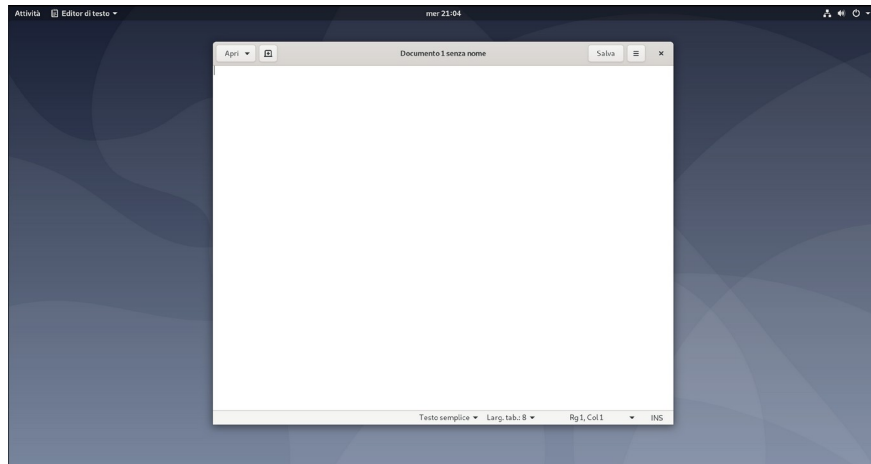 Attività Editor di testo mer 21:04
Apri Documento 1 senza nome Salva
Testo semplice Larg. tab.: 8 Rg 1, Col 1 INS